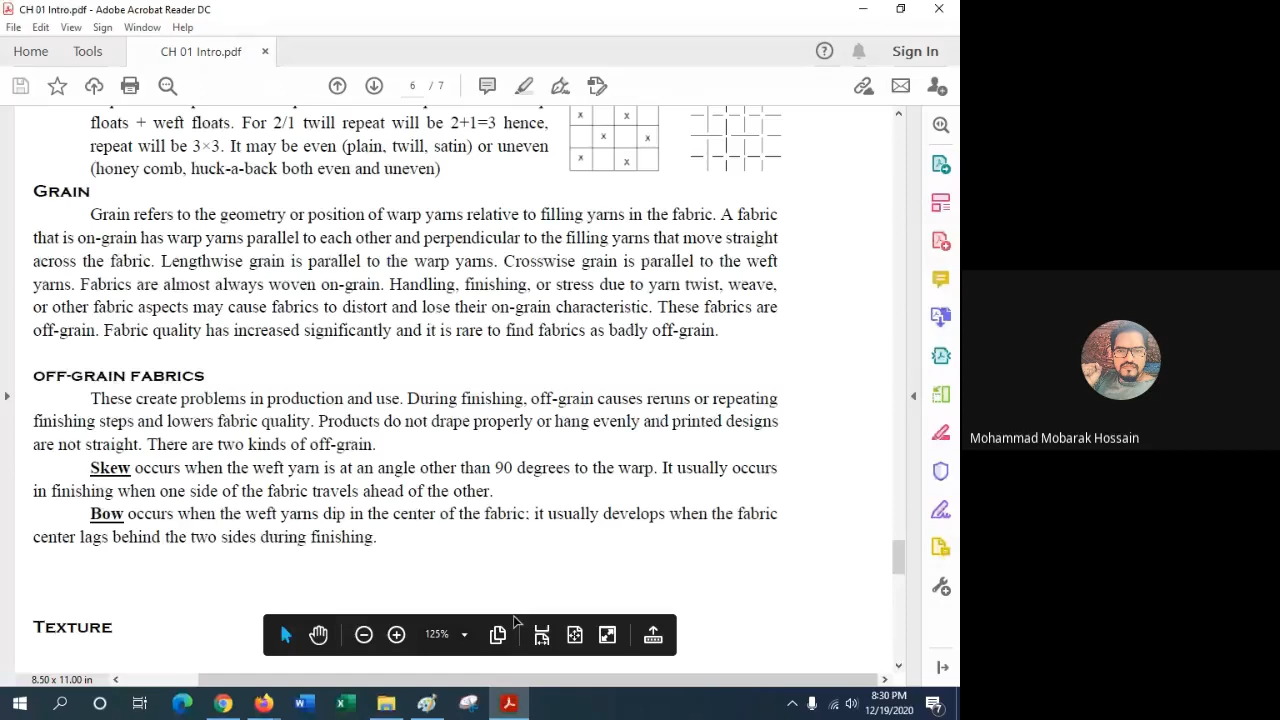 CH 01 Intro.pdf - Adobe Acrobat Reader DC
File Edit View Sign Window Help
Home Tools CH 01 Intro.pdf × Sign In
6 / 7
floats + weft floats. For 2/1 twill repeat will be 2+1=3 hence,
repeat will be 3×3. It may be even (plain, twill, satin) or uneven
(honey comb, huck-a-back both even and uneven)
x x
x x
x x
GRAIN
Grain refers to the geometry or position of warp yarns relative to filling yarns in the fabric. A fabric
that is on-grain has warp yarns parallel to each other and perpendicular to the filling yarns that move straight
across the fabric. Lengthwise grain is parallel to the warp yarns. Crosswise grain is parallel to the weft
yarns. Fabrics are almost always woven on-grain. Handling, finishing, or stress due to yarn twist, weave,
or other fabric aspects may cause fabrics to distort and lose their on-grain characteristic. These fabrics are
off-grain. Fabric quality has increased significantly and it is rare to find fabrics as badly off-grain.
OFF-GRAIN FABRICS
These create problems in production and use. During finishing, off-grain causes reruns or repeating
finishing steps and lowers fabric quality. Products do not drape properly or hang evenly and printed designs
are not straight. There are two kinds of off-grain.
Skew occurs when the weft yarn is at an angle other than 90 degrees to the warp. It usually occurs
in finishing when one side of the fabric travels ahead of the other.
Bow occurs when the weft yarns dip in the center of the fabric; it usually develops when the fabric
center lags behind the two sides during finishing.
TEXTURE
125%
8.50 x 11.00 in
Mohammad Mobarak Hossain
8:30 PM
12/19/2020
7